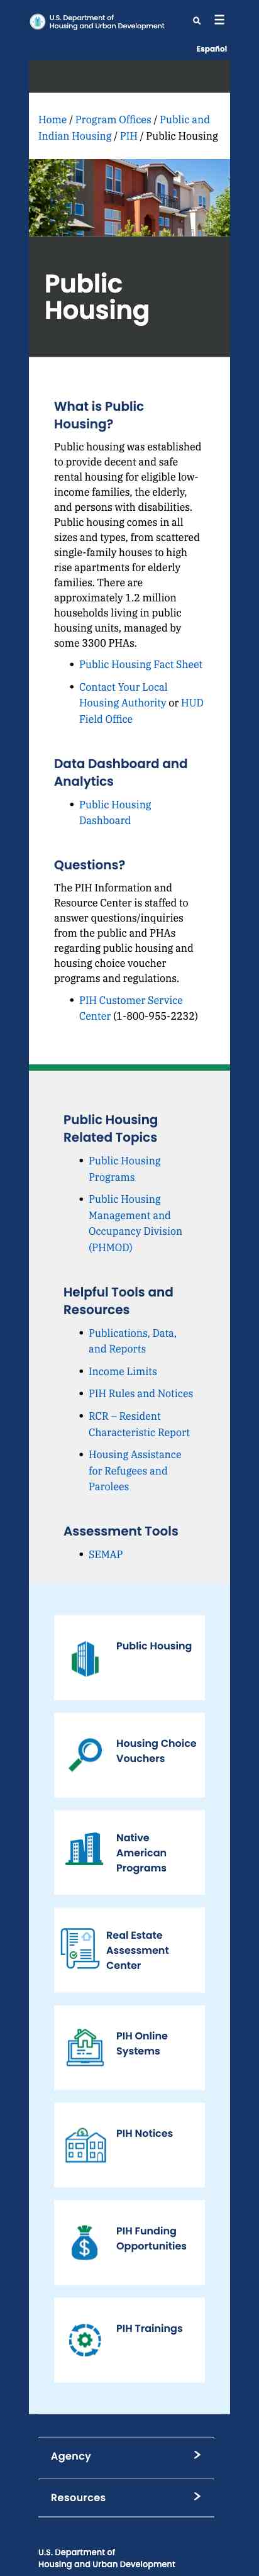 U.S. Department of
Housing and Urban Development
Español
Home / Program Offices / Public and
Indian Housing / PIH / Public Housing
Public
Housing
What is Public
Housing?
Public housing was established
to provide decent and safe
rental housing for eligible low-
income families, the elderly,
and persons with disabilities.
Public housing comes in all
sizes and types, from scattered
single-family houses to high
rise apartments for elderly
families. There are
approximately 1.2 million
households living in public
housing units, managed by
some 3300 PHAs.
• Public Housing Fact Sheet
• Contact Your Local
Housing Authority or HUD
Field Office
Data Dashboard and
Analytics
• Public Housing
Dashboard
Questions?
The PIH Information and
Resource Center is staffed to
answer questions/inquiries
from the public and PHAs
regarding public housing and
housing choice voucher
programs and regulations.
• PIH Customer Service
Center (1-800-955-2232)
Public Housing
Related Topics
• Public Housing
Programs
• Public Housing
Management and
Occupancy Division
(PHMOD)
Helpful Tools and
Resources
• Publications, Data,
and Reports
• Income Limits
• PIH Rules and Notices
• RCR – Resident
Characteristic Report
• Housing Assistance
for Refugees and
Parolees
Assessment Tools
• SEMAP
Public Housing
Housing Choice
Vouchers
Native
American
Programs
Real Estate
Assessment
Center
PIH Online
Systems
PIH Notices
PIH Funding
Opportunities
PIH Trainings
Agency
Resources
U.S. Department of
Housing and Urban Development